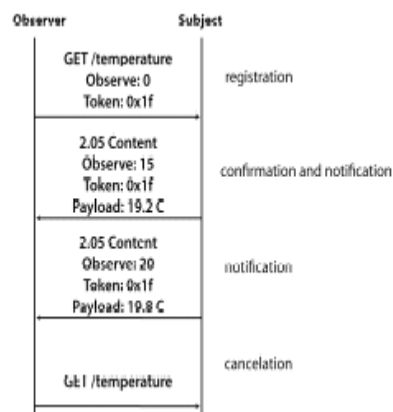 Observer Subject
GET /temperature
Observe: 0
Token: 0x1f
registration
2.05 Content
Observe: 15
Token: 0x1f
Payload: 19.2 C
confirmation and notification
2.05 Content
Observe: 20
Token: 0x1f
Payload: 19.8 C
notification
cancelation
GET /temperature